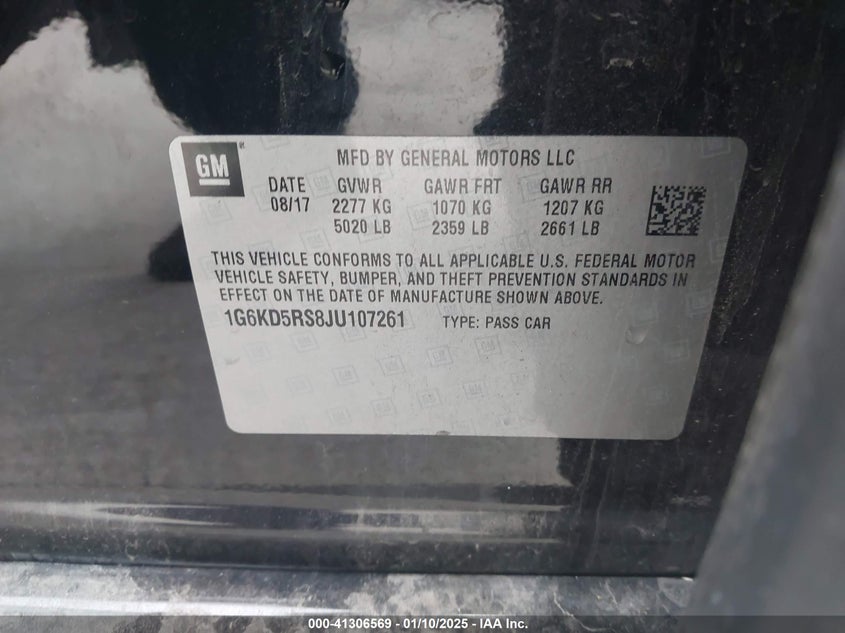 GM
MFD BY GENERAL MOTORS LLC
DATE GVWR GAWR FRT GAWR RR
08/17 2277 KG 1070 KG 1207 KG
5020 LB 2359 LB 2661 LB
THIS VEHICLE CONFORMS TO ALL APPLICABLE U.S. FEDERAL MOTOR
VEHICLE SAFETY, BUMPER, AND THEFT PREVENTION STANDARDS IN
EFFECT ON THE DATE OF MANUFACTURE SHOWN ABOVE.
1G6KD5RS8JU107261 TYPE: PASS CAR
000-41306569 - 01/10/2025 - IAA Inc.